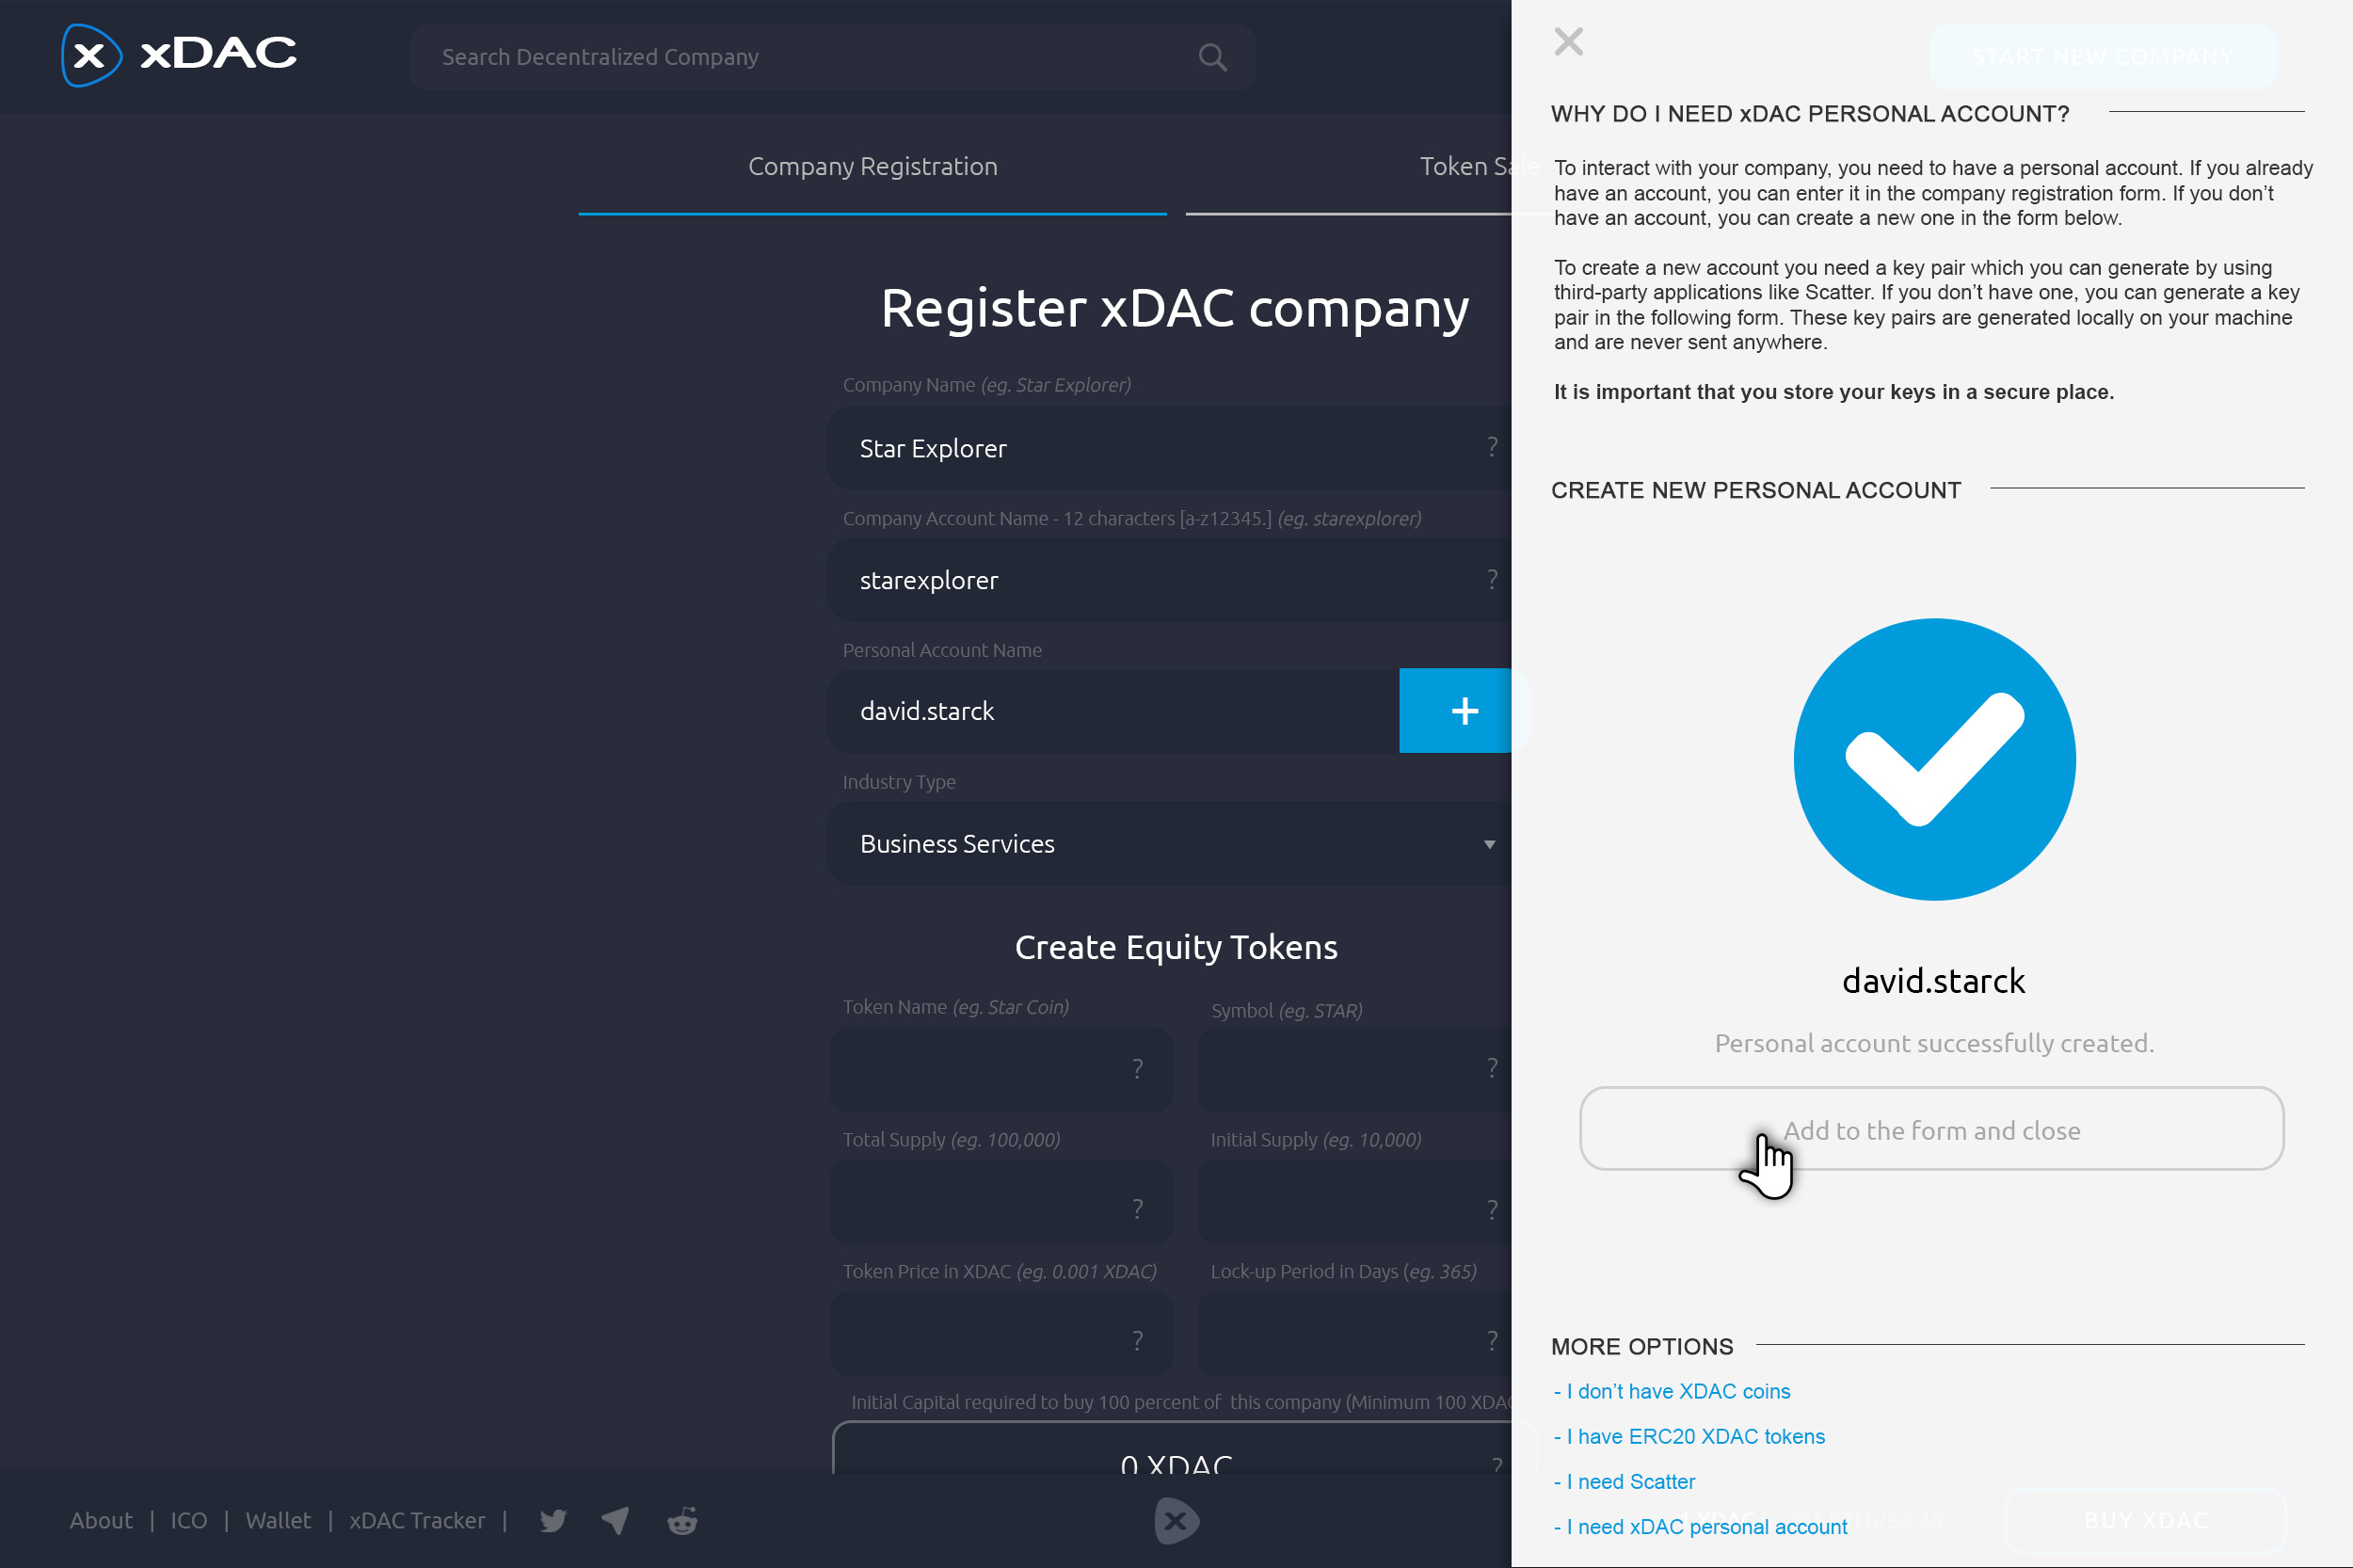 x xDAC
Search Decentralized Company
START NEW COMPANY
Company Registration
Token Sale
Register xDAC company
Company Name (eg. Star Explorer)
Star Explorer ?
Company Account Name - 12 characters [a-z12345.] (eg. starexplorer)
starexplorer ?
Personal Account Name
david.starck +
Industry Type
Business Services
Create Equity Tokens
Token Name (eg. Star Coin) Symbol (eg. STAR)
? ?
Total Supply (eg. 100,000) Initial Supply (eg. 10,000)
? ?
Token Price in XDAC (eg. 0.001 XDAC) Lock-up Period in Days (eg. 365)
? ?
Initial Capital required to buy 100 percent of this company (Minimum 100 XDAC)
0 XDAC ?
About | ICO | Wallet | xDAC Tracker |
x
WHY DO I NEED xDAC PERSONAL ACCOUNT?
To interact with your company, you need to have a personal account. If you already
have an account, you can enter it in the company registration form. If you don’t
have an account, you can create a new one in the form below.
To create a new account you need a key pair which you can generate by using
third-party applications like Scatter. If you don’t have one, you can generate a key
pair in the following form. These key pairs are generated locally on your machine
and are never sent anywhere.
It is important that you store your keys in a secure place.
CREATE NEW PERSONAL ACCOUNT
david.starck
Personal account successfully created.
Add to the form and close
MORE OPTIONS
- I don’t have XDAC coins
- I have ERC20 XDAC tokens
- I need Scatter
- I need xDAC personal account
BUY XDAC